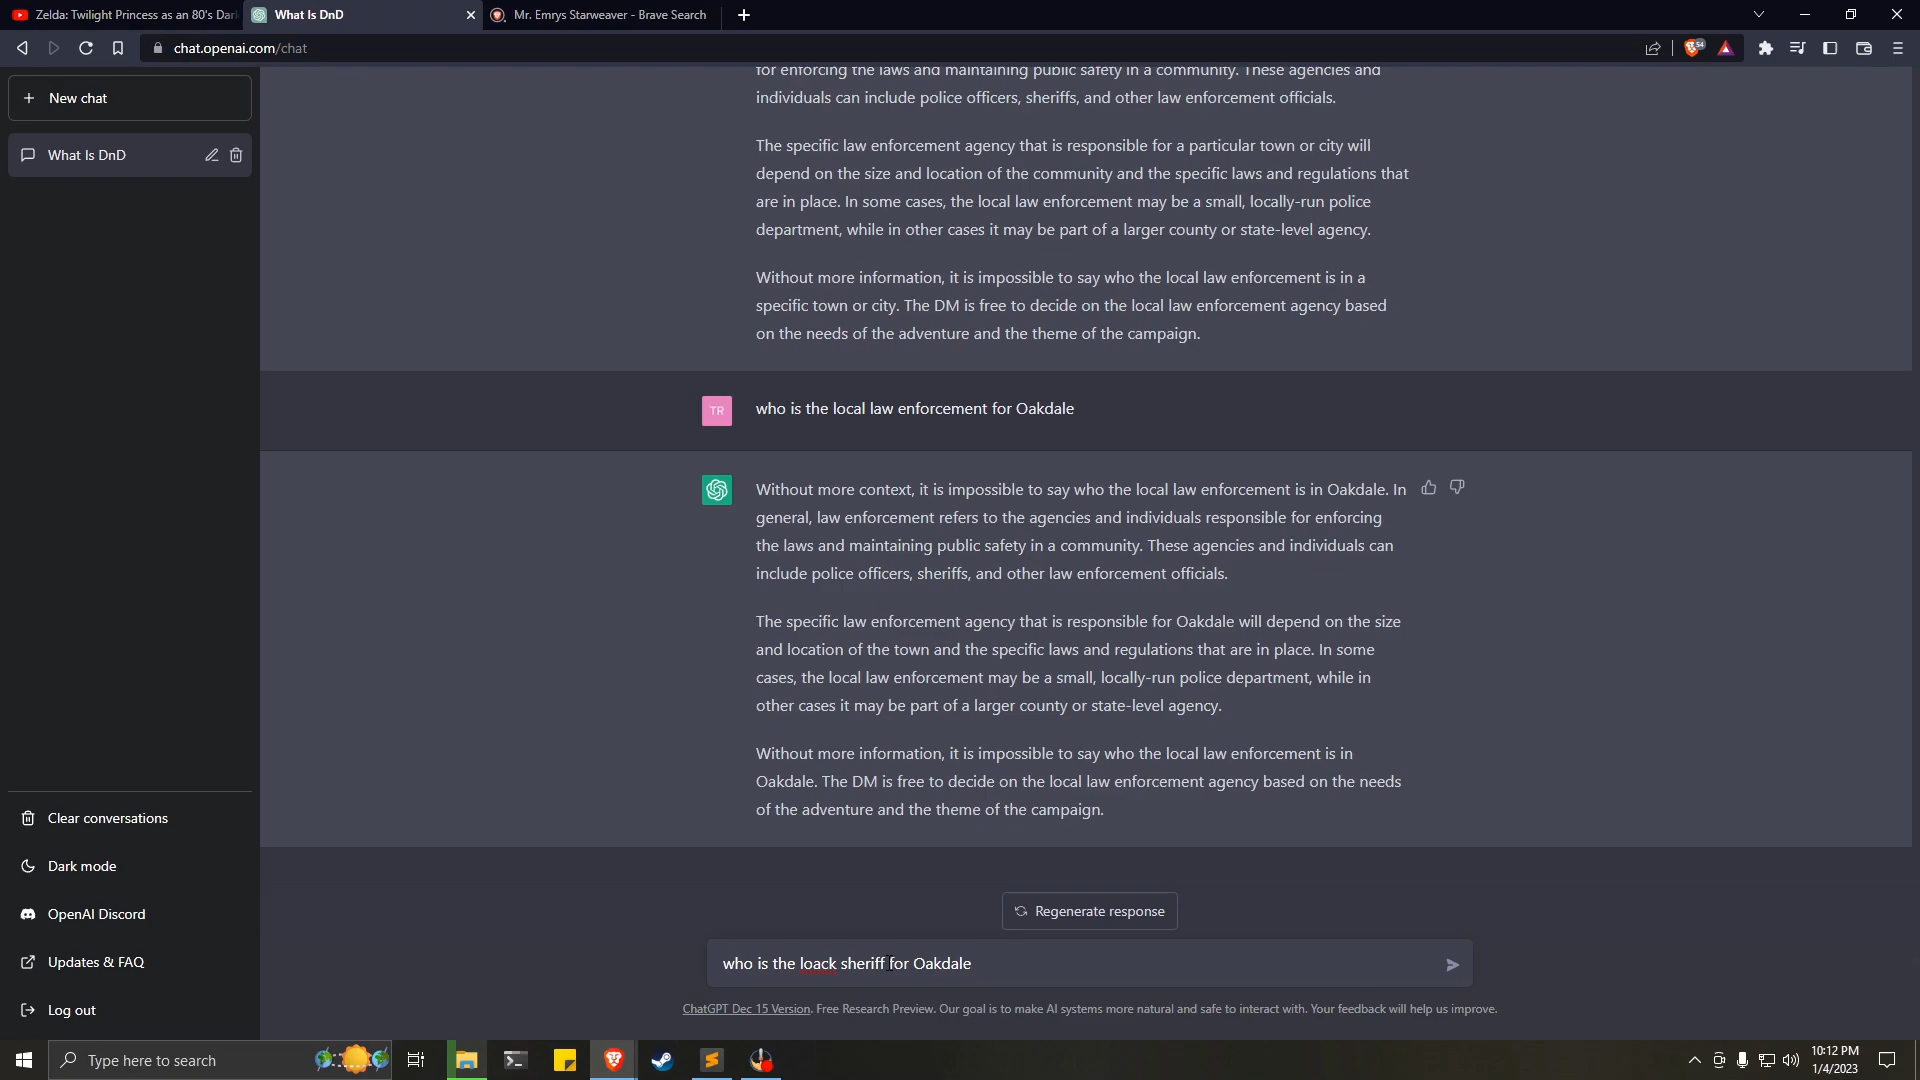 Zelda: Twilight Princess as an 80's Dar
What Is DnD
Mr. Emrys Starweaver - Brave Search
chat.openai.com/chat
54
New chat
What Is DnD
for enforcing the laws and maintaining public safety in a community. These agencies and
individuals can include police officers, sheriffs, and other law enforcement officials.
The specific law enforcement agency that is responsible for a particular town or city will
depend on the size and location of the community and the specific laws and regulations that
are in place. In some cases, the local law enforcement may be a small, locally-run police
department, while in other cases it may be part of a larger county or state-level agency.
Without more information, it is impossible to say who the local law enforcement is in a
specific town or city. The DM is free to decide on the local law enforcement agency based
on the needs of the adventure and the theme of the campaign.
TR
who is the local law enforcement for Oakdale
Without more context, it is impossible to say who the local law enforcement is in Oakdale. In
general, law enforcement refers to the agencies and individuals responsible for enforcing
the laws and maintaining public safety in a community. These agencies and individuals can
include police officers, sheriffs, and other law enforcement officials.
The specific law enforcement agency that is responsible for Oakdale will depend on the size
and location of the town and the specific laws and regulations that are in place. In some
cases, the local law enforcement may be a small, locally-run police department, while in
other cases it may be part of a larger county or state-level agency.
Without more information, it is impossible to say who the local law enforcement is in
Oakdale. The DM is free to decide on the local law enforcement agency based on the needs
of the adventure and the theme of the campaign.
Clear conversations
Dark mode
OpenAI Discord
Updates & FAQ
Log out
Regenerate response
who is the loack sheriff for Oakdale
ChatGPT Dec 15 Version. Free Research Preview. Our goal is to make AI systems more natural and safe to interact with. Your feedback will help us improve.
Type here to search
10:12 PM
1/4/2023